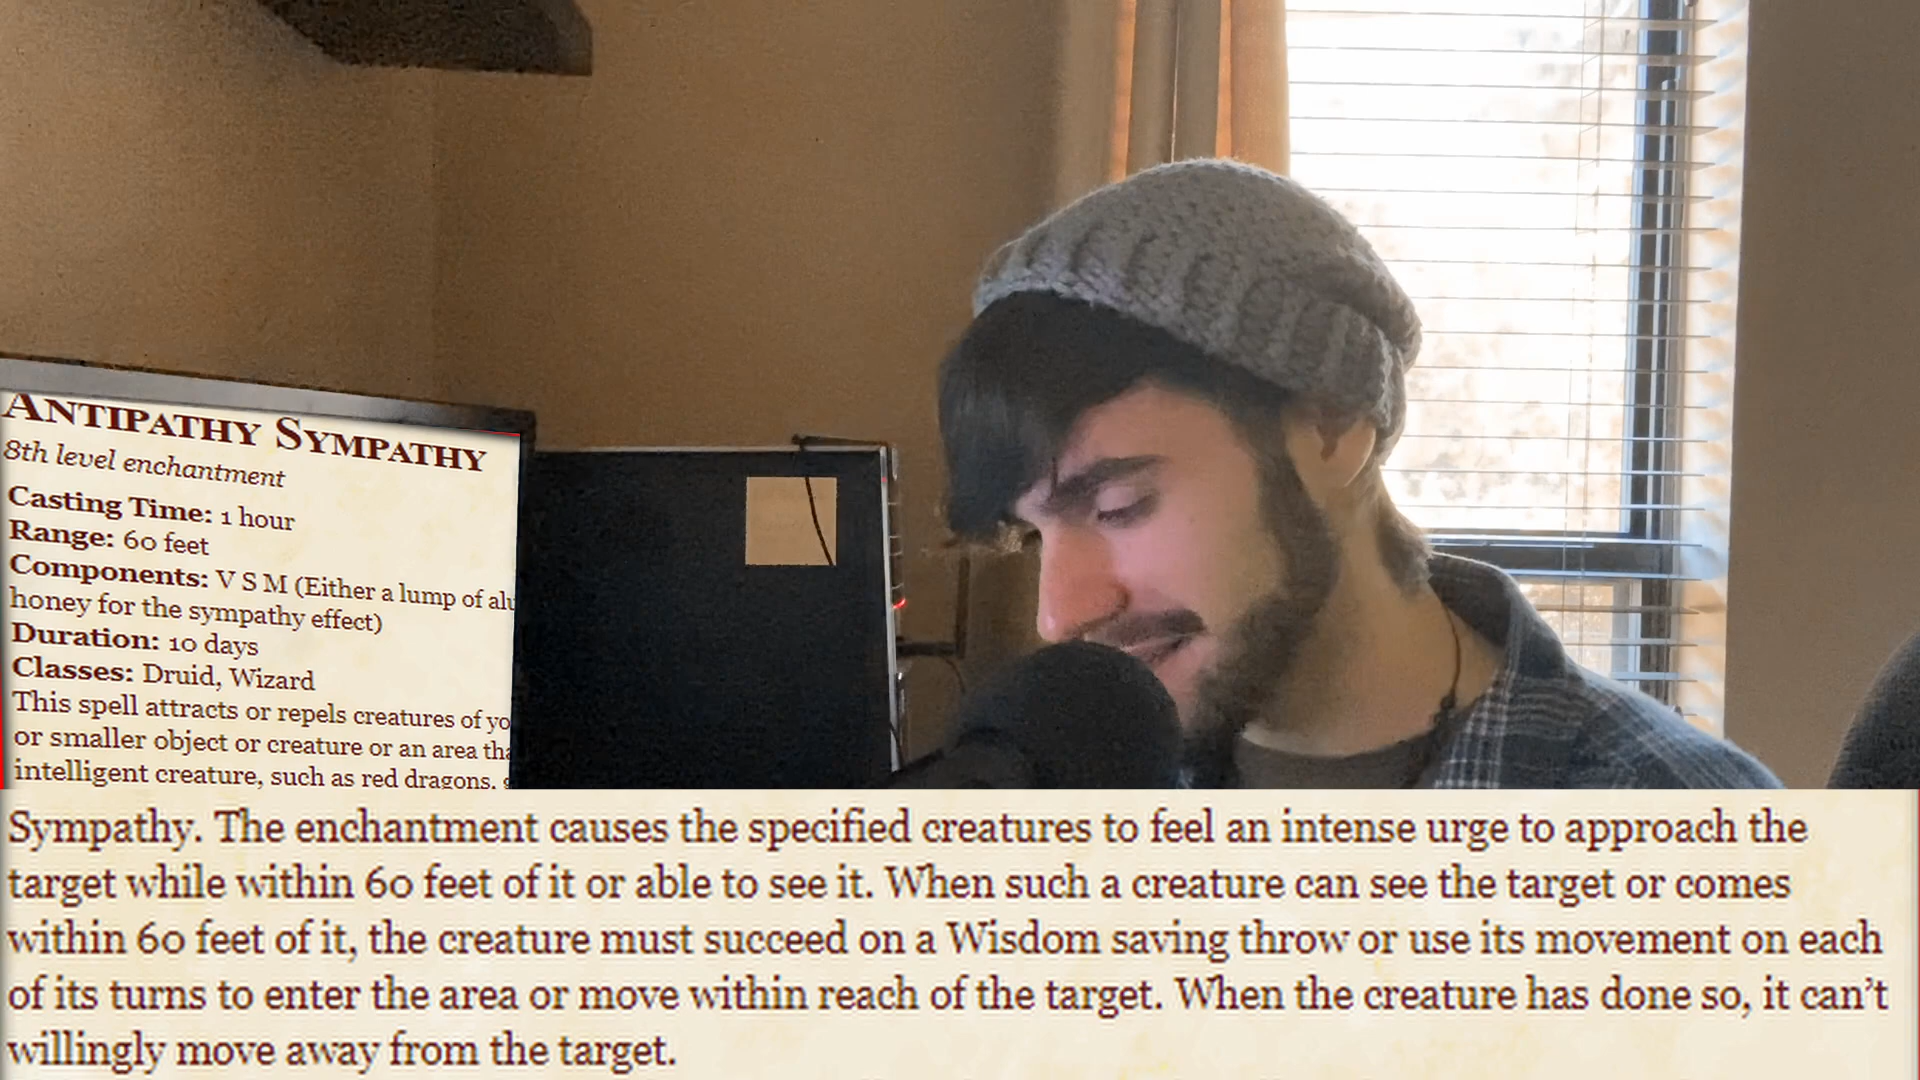 ANTIPATHY SYMPATHY
8th level enchantment
Casting Time: 1 hour
Range: 60 feet
Components: V S M (Either a lump of
honey for the sympathy effect)
Duration: 10 days
Classes: Druid, Wizard
This spell attracts or repels creatures of
or smaller object or creature or an area
intelligent creature, such as red dragons,
Sympathy. The enchantment causes the specified creatures to feel an intense urge to approach the
target while within 60 feet of it or able to see it. When such a creature can see the target or comes
within 60 feet of it, the creature must succeed on a Wisdom saving throw or use its movement on each
of its turns to enter the area or move within reach of the target. When the creature has done so, it can’t
willingly move away from the target.